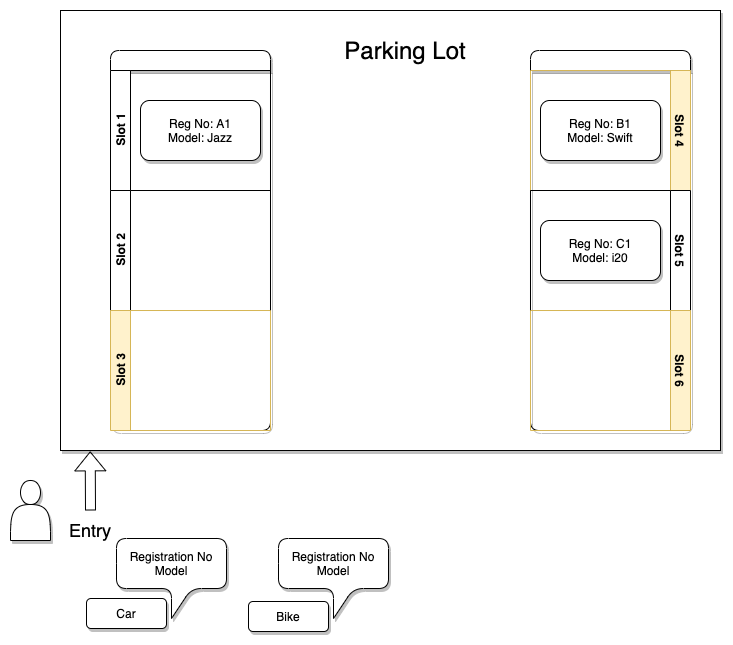 Parking Lot
Slot 1
Reg No: A1
Model: Jazz
Reg No: B1
Model: Swift
Slot 4
Slot 2
Reg No: C1
Model: i20
Slot 5
Slot 3
Slot 6
Entry
Registration No
Model
Registration No
Model
Car
Bike